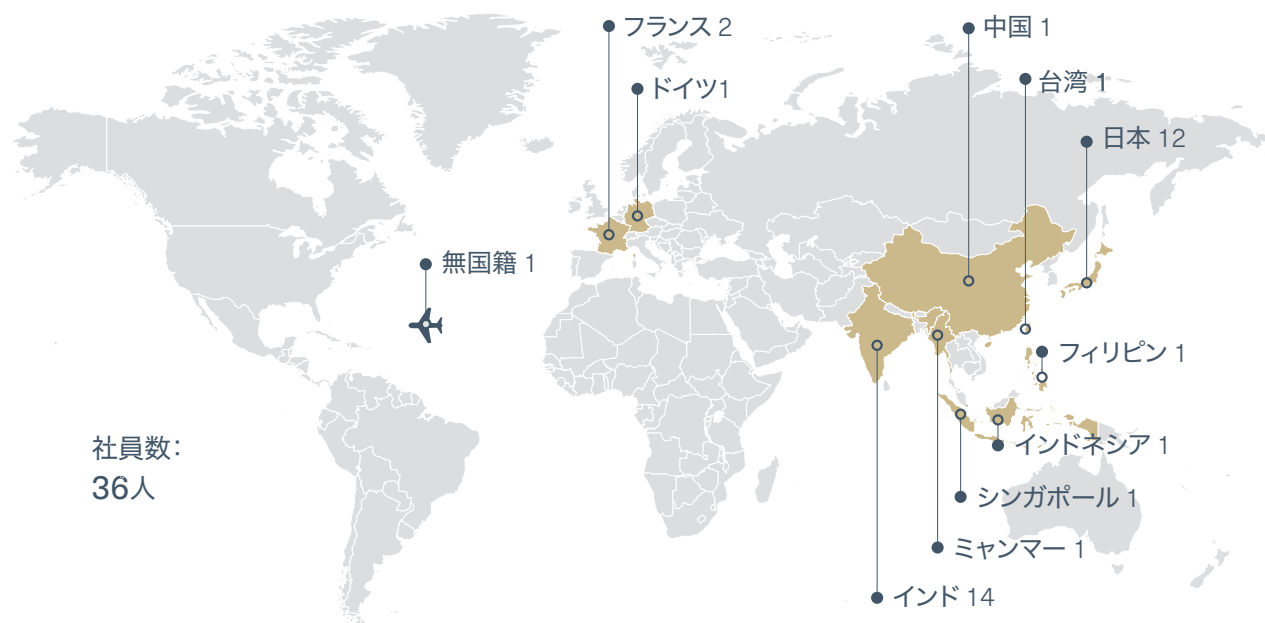 フランス 2
中国 1
ドイツ1
台湾 1
日本 12
無国籍 1
フィリピン 1
社員数:
36人
インドネシア 1
シンガポール 1
ミャンマー 1
インド 14